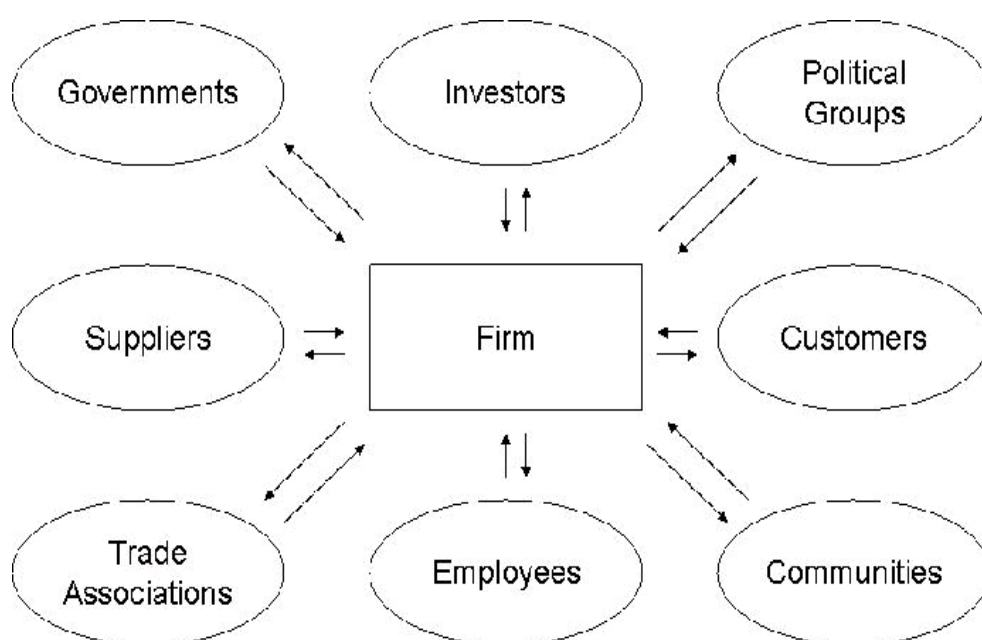 Governments
Investors
Political
Groups
Suppliers
Firm
Customers
Trade
Associations
Employees
Communities